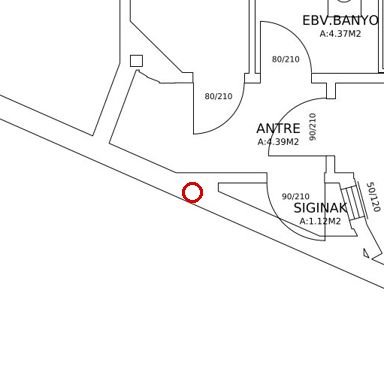 EBV.BANYO
A:4.37M2
80/210
80/210
90/210
ANTRE
A:4.39M2
90/210
SIGINAK
A:1.12M2
50/120